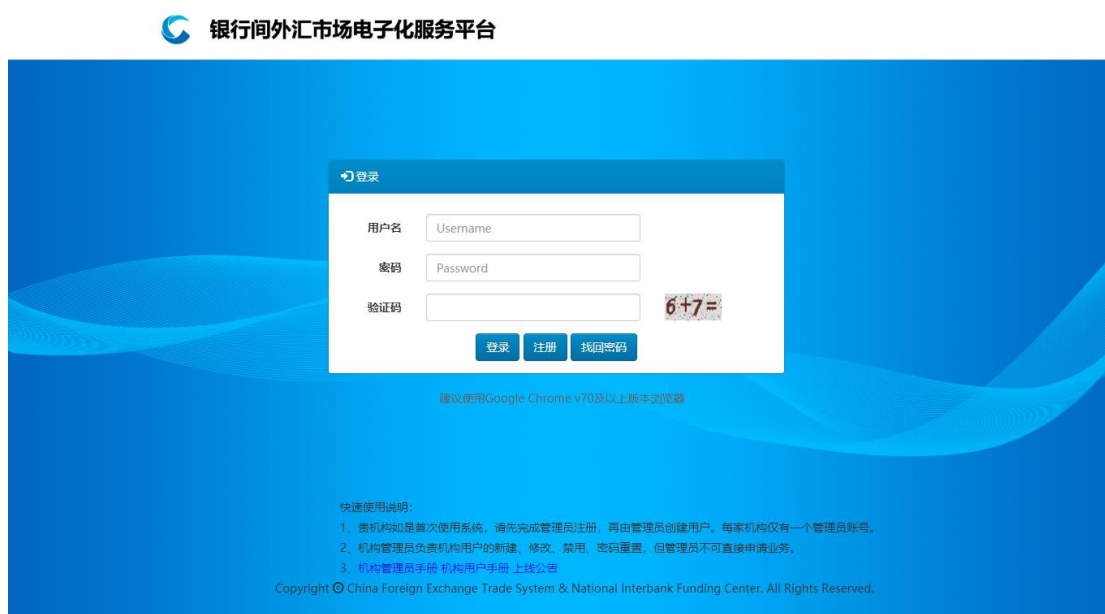 银行间外汇市场电子化服务平台
登录
用户名 Username
密码 Password
验证码 6+7=
登录 注册 找回密码
建议使用Google Chrome v70及以上版本浏览器
快速使用说明：
1、贵机构如是首次使用系统，请先完成管理员注册，再由管理员创建用户。每家机构仅有一个管理员账号。
2、机构管理员负责机构用户的新建、修改、禁用、密码重置，但管理员不可直接申请业务。
3、机构管理员手册 机构用户手册 上线公告
Copyright © China Foreign Exchange Trade System & National Interbank Funding Center. All Rights Reserved.